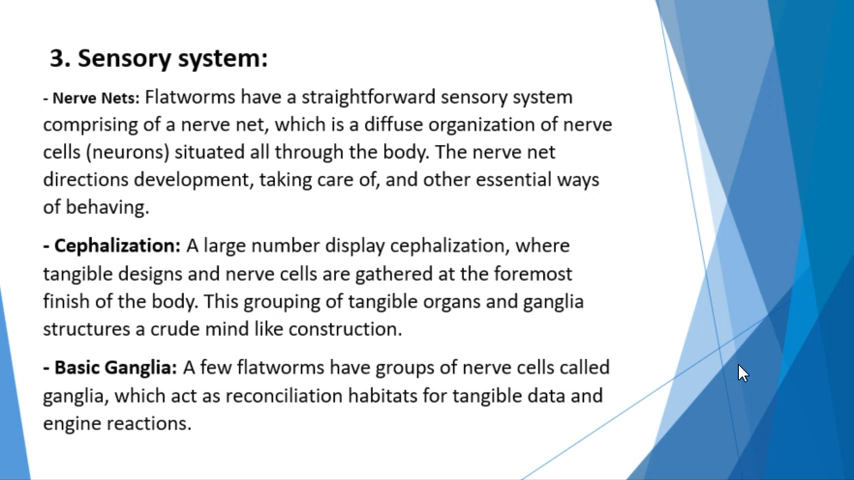 3. Sensory system:
- Nerve Nets: Flatworms have a straightforward sensory system
comprising of a nerve net, which is a diffuse organization of nerve
cells (neurons) situated all through the body. The nerve net
directions development, taking care of, and other essential ways
of behaving.
- Cephalization: A large number display cephalization, where
tangible designs and nerve cells are gathered at the foremost
finish of the body. This grouping of tangible organs and ganglia
structures a crude mind like construction.
- Basic Ganglia: A few flatworms have groups of nerve cells called
ganglia, which act as reconciliation habitats for tangible data and
engine reactions.